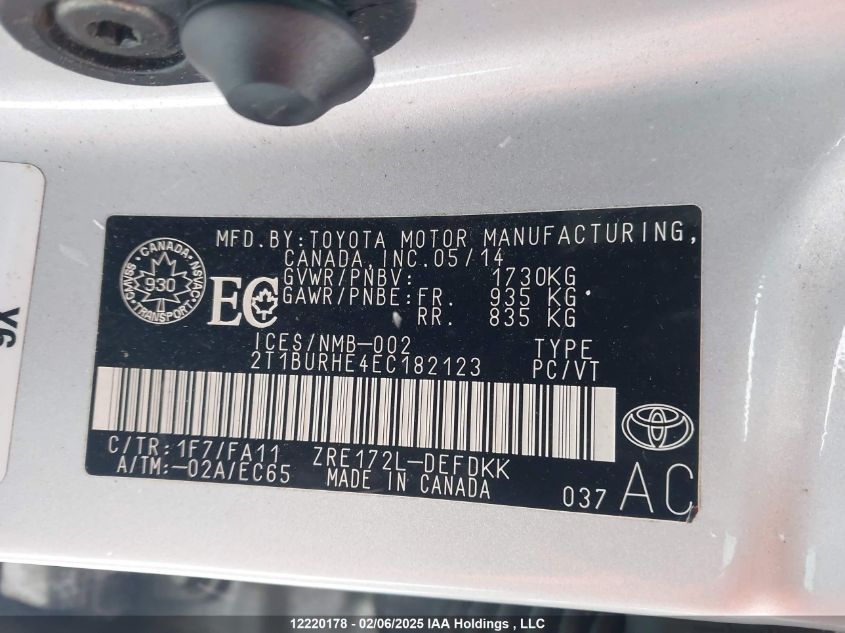 MFD.BY:TOYOTA MOTOR MANUFACTURING,
CANADA, INC.05/14
GVWR/PNBV: 1730KG
GAWR/PNBE:FR. 935 KG
RR. 835 KG
CANADA
CMVSS
NSVAC
930
TRANSPORT
EC
ICES/NMB-002 TYPE
2T1BURHE4EC182123 PC/VT
C/TR:1F7/FA11 ZRE172L-DEFDKK
A/TM:-02A/EC65 MADE IN CANADA
037 AC
12220178 - 02/06/2025 IAA Holdings, LLC